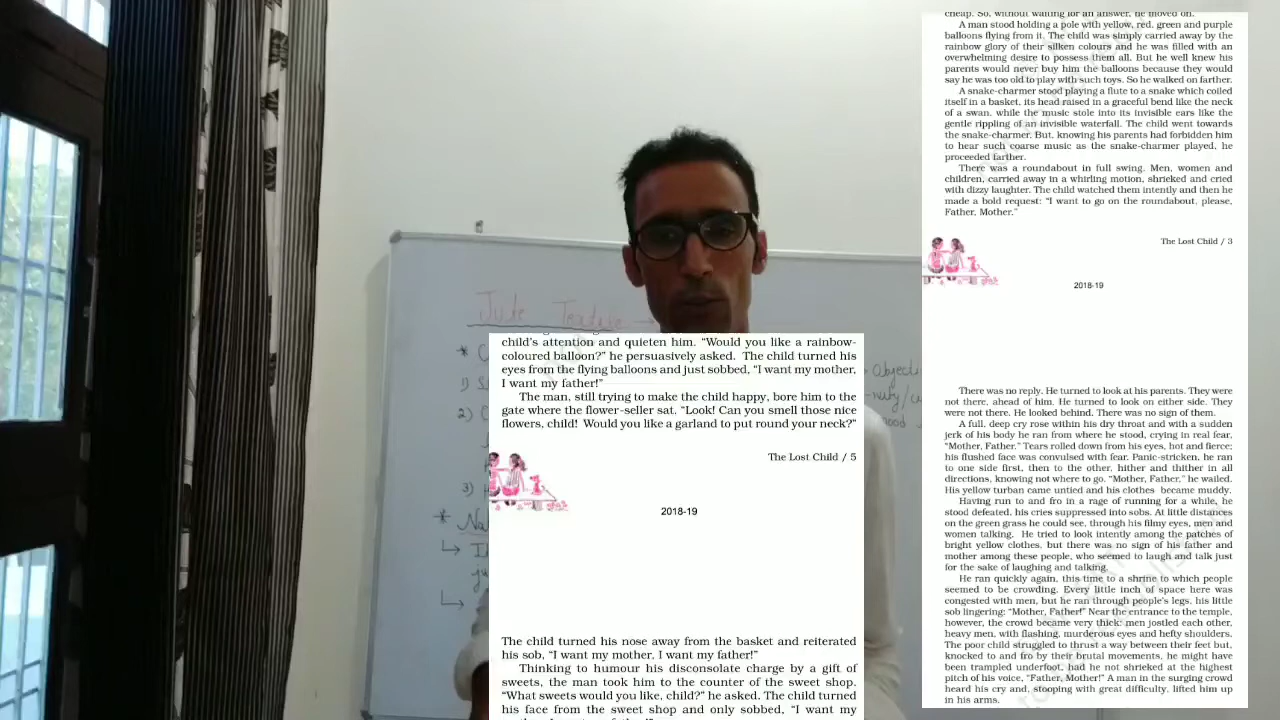 cheap. So, without waiting for an answer, he moved on.
A man stood holding a pole with yellow, red, green and purple
balloons flying from it. The child was simply carried away by the
rainbow glory of their silken colours and he was filled with an
overwhelming desire to possess them all. But he well knew his
parents would never buy him the balloons because they would
say he was too old to play with such toys. So he walked on farther.
A snake-charmer stood playing a flute to a snake which coiled
itself in a basket, its head raised in a graceful bend like the neck
of a swan, while the music stole into its invisible ears like the
gentle rippling of an invisible waterfall. The child went towards
the snake-charmer. But, knowing his parents had forbidden him
to hear such coarse music as the snake-charmer played, he
proceeded farther.
There was a roundabout in full swing. Men, women and
children, carried away in a whirling motion, shrieked and cried
with dizzy laughter. The child watched them intently and then he
made a bold request: “I want to go on the roundabout, please,
Father, Mother.”
The Lost Child / 3
2018-19
There was no reply. He turned to look at his parents. They were
not there, ahead of him. He turned to look on either side. They
were not there. He looked behind. There was no sign of them.
A full, deep cry rose within his dry throat and with a sudden
jerk of his body he ran from where he stood, crying in real fear,
“Mother, Father.” Tears rolled down from his eyes, hot and fierce;
his flushed face was convulsed with fear. Panic-stricken, he ran
to one side first, then to the other, hither and thither in all
directions, knowing not where to go. “Mother, Father,” he wailed.
His yellow turban came untied and his clothes became muddy.
Having run to and fro in a rage of running for a while, he
stood defeated, his cries suppressed into sobs. At little distances
on the green grass he could see, through his filmy eyes, men and
women talking. He tried to look intently among the patches of
bright yellow clothes, but there was no sign of his father and
mother among these people, who seemed to laugh and talk just
for the sake of laughing and talking.
He ran quickly again, this time to a shrine to which people
seemed to be crowding. Every little inch of space here was
congested with men, but he ran through people's legs, his little
sob lingering: “Mother, Father!” Near the entrance to the temple,
however, the crowd became very thick: men jostled each other,
heavy men, with flashing, murderous eyes and hefty shoulders.
The poor child struggled to thrust a way between their feet but,
knocked to and fro by their brutal movements, he might have
been trampled underfoot, had he not shrieked at the highest
pitch of his voice, “Father, Mother!” A man in the surging crowd
heard his cry and, stooping with great difficulty, lifted him up
in his arms.
child's attention and quieten him. “Would you like a rainbow-
coloured balloon?” he persuasively asked. The child turned his
eyes from the flying balloons and just sobbed, “I want my mother,
I want my father!”
The man, still trying to make the child happy, bore him to the
gate where the flower-seller sat. “Look! Can you smell those nice
flowers, child! Would you like a garland to put round your neck?”
The Lost Child / 5
2018-19
The child turned his nose away from the basket and reiterated
his sob, “I want my mother, I want my father!”
Thinking to humour his disconsolate charge by a gift of
sweets, the man took him to the counter of the sweet shop.
“What sweets would you like, child?” he asked. The child turned
his face from the sweet shop and only sobbed, “I want my
Jude
1)
2)
3)